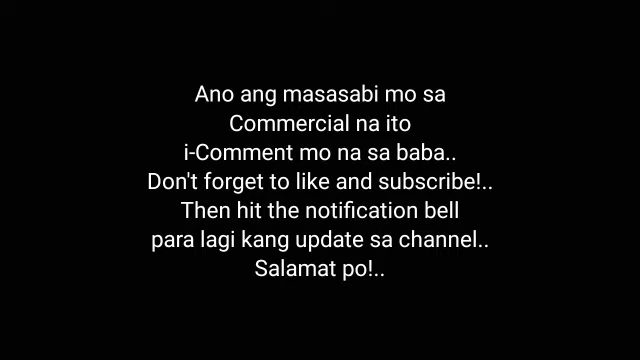 Ano ang masasabi mo sa
Commercial na ito
i-Comment mo na sa baba..
Don't forget to like and subscribe!..
Then hit the notification bell
para lagi kang update sa channel..
Salamat po!..